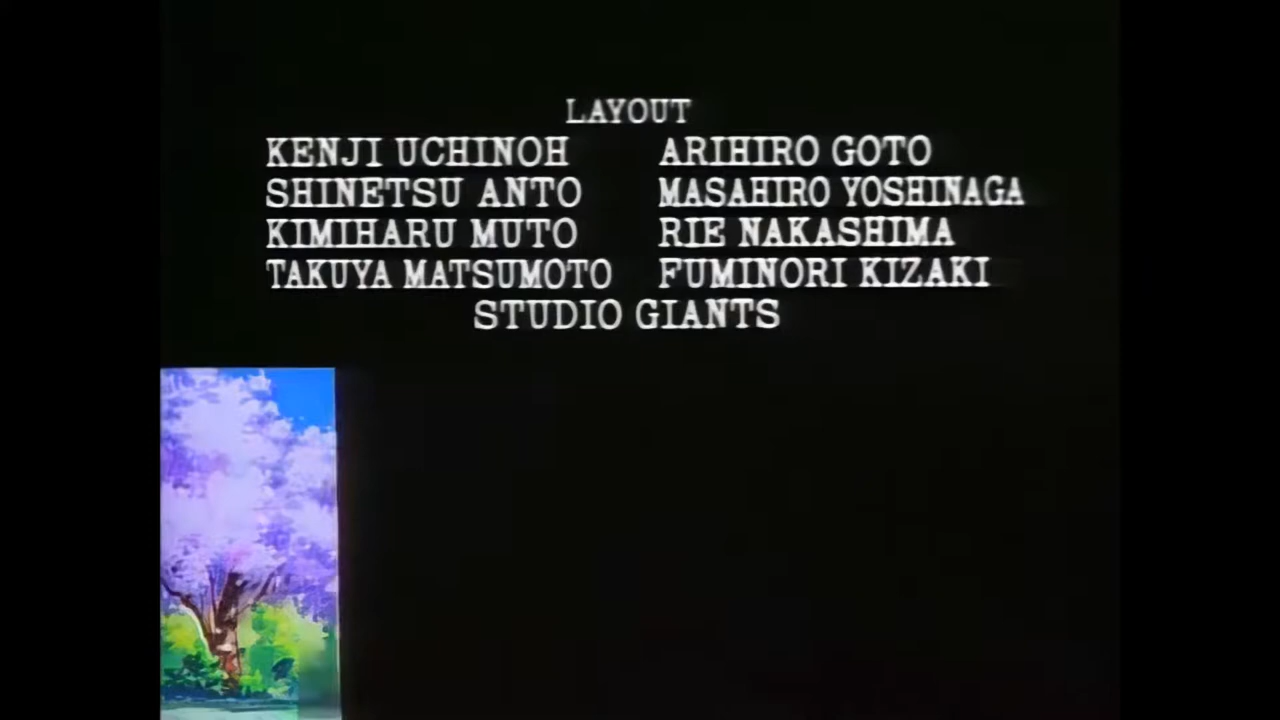 LAYOUT
KENJI UCHINOH ARIHIRO GOTO
SHINETSU ANTO MASAHIRO YOSHINAGA
KIMIHARU MUTO RIE NAKASHIMA
TAKUYA MATSUMOTO FUMINORI KIZAKI
STUDIO GIANTS